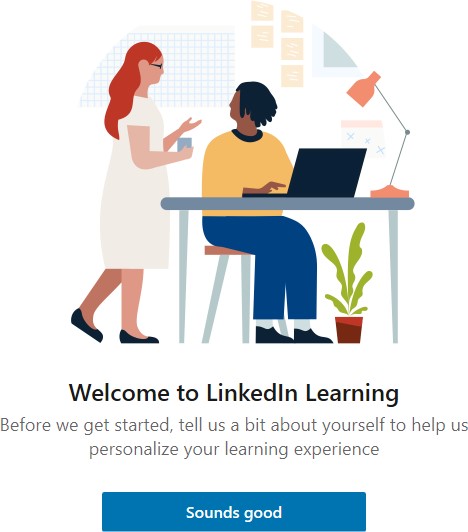 Welcome to LinkedIn Learning
Before we get started, tell us a bit about yourself to help us
personalize your learning experience
Sounds good